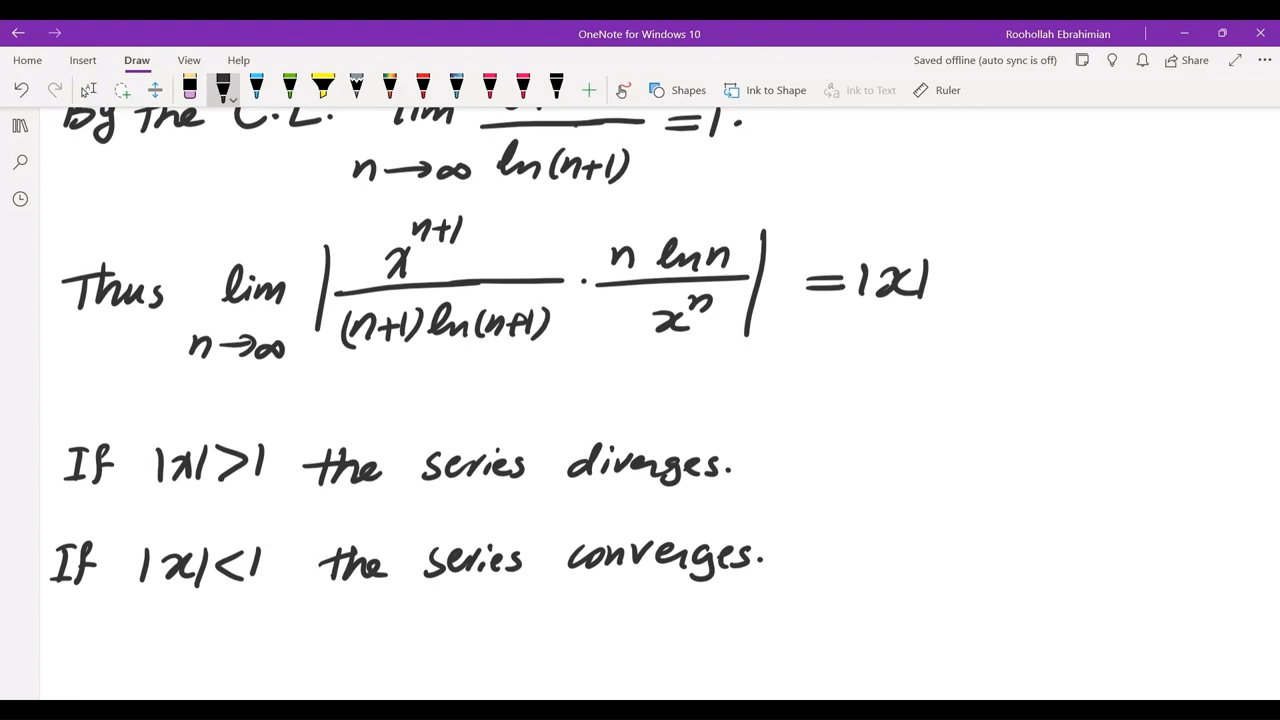 OneNote for Windows 10
Roohollah Ebrahimian
Home Insert Draw View Help
Saved offline (auto sync is off) Share
Shapes Ink to Shape Ink to Text Ruler
By The C.L. lim = 1.
n→∞ ln(n+1)
Thus lim n→∞ | x^(n+1) / ((n+1) ln(n+1)) · (n ln n) / x^n | = |x|
If |x|>1 the series diverges.
If |x|<1 the series converges.